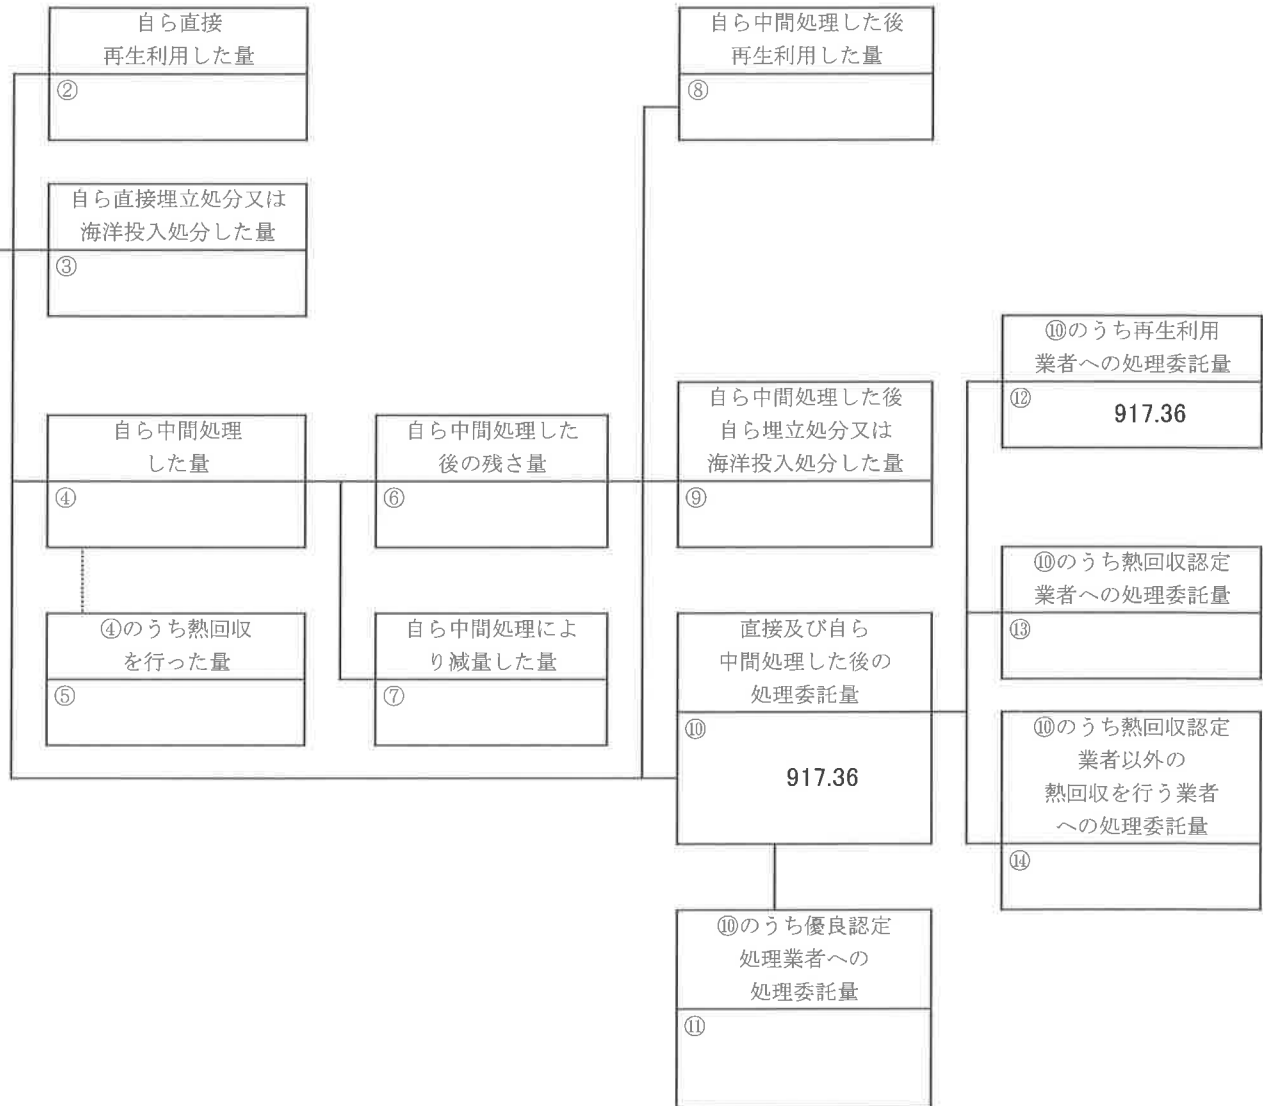 自ら直接
再生利用した量
②
自ら中間処理した後
再生利用した量
⑧
自ら直接埋立処分又は
海洋投入処分した量
③
⑩のうち再生利用
業者への処理委託量
⑫
917.36
自ら中間処理
した量
④
自ら中間処理した
後の残さ量
⑥
自ら中間処理した後
自ら埋立処分又は
海洋投入処分した量
⑨
⑩のうち熱回収認定
業者への処理委託量
⑬
④のうち熱回収
を行った量
⑤
自ら中間処理によ
り減量した量
⑦
直接及び自ら
中間処理した後の
処理委託量
⑩
917.36
⑩のうち熱回収認定
業者以外の
熱回収を行う業者
への処理委託量
⑭
⑩のうち優良認定
処理業者への
処理委託量
⑪